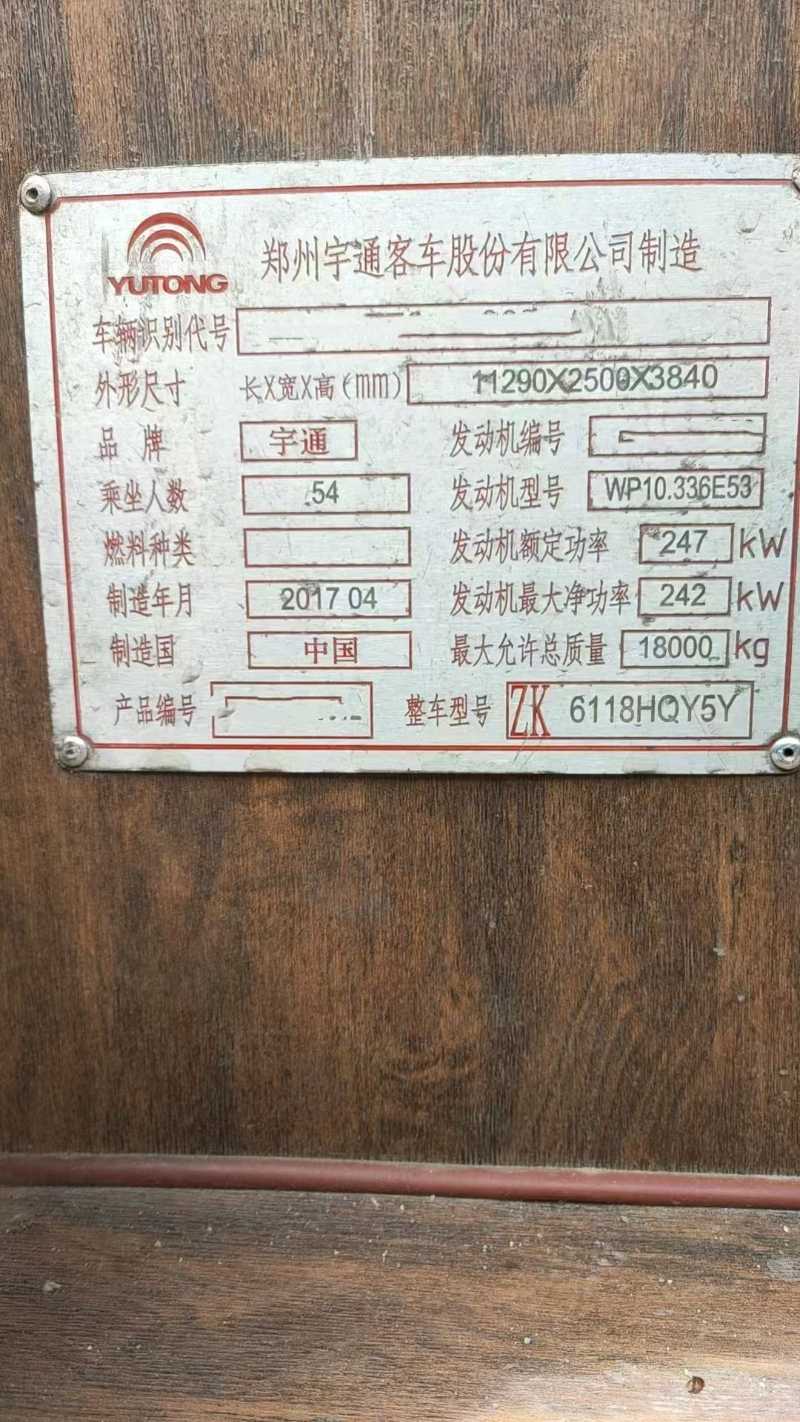 YUTONG
郑州宇通客车股份有限公司制造
车辆识别代号
外形尺寸 长X宽X高(mm) 11290X2500X3840
品牌 宇通 发动机编号
乘坐人数 54 发动机型号 WP10.336E53
燃料种类 发动机额定功率 247 kW
制造年月 2017 04 发动机最大净功率 242 kW
制造国 中国 最大允许总质量 18000 kg
产品编号 整车型号 ZK 6118HQY5Y